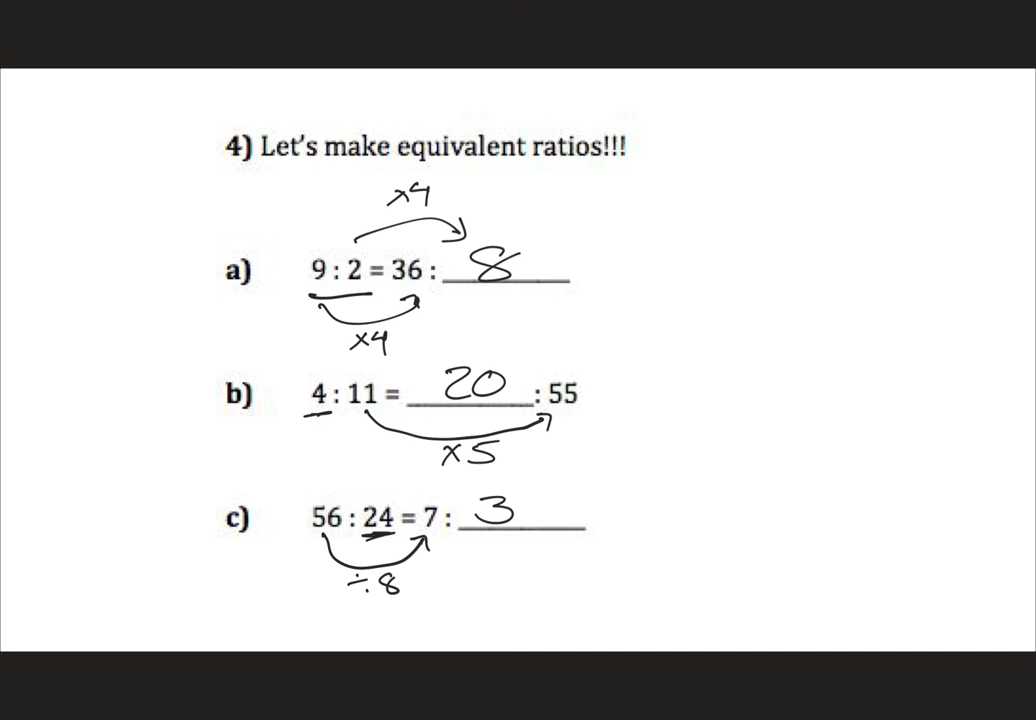 4) Let's make equivalent ratios!!!
×4
a) 9 : 2 = 36 : 8
×4
b) 4 : 11 = 20 : 55
×5
c) 56 : 24 = 7 : 3
÷8